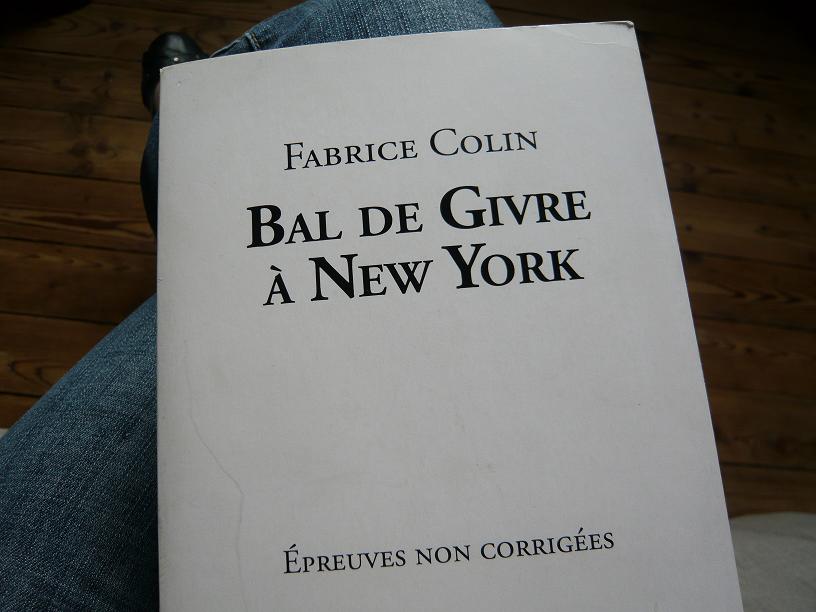 Fabrice Colin
Bal de Givre
à New York
Épreuves non corrigées